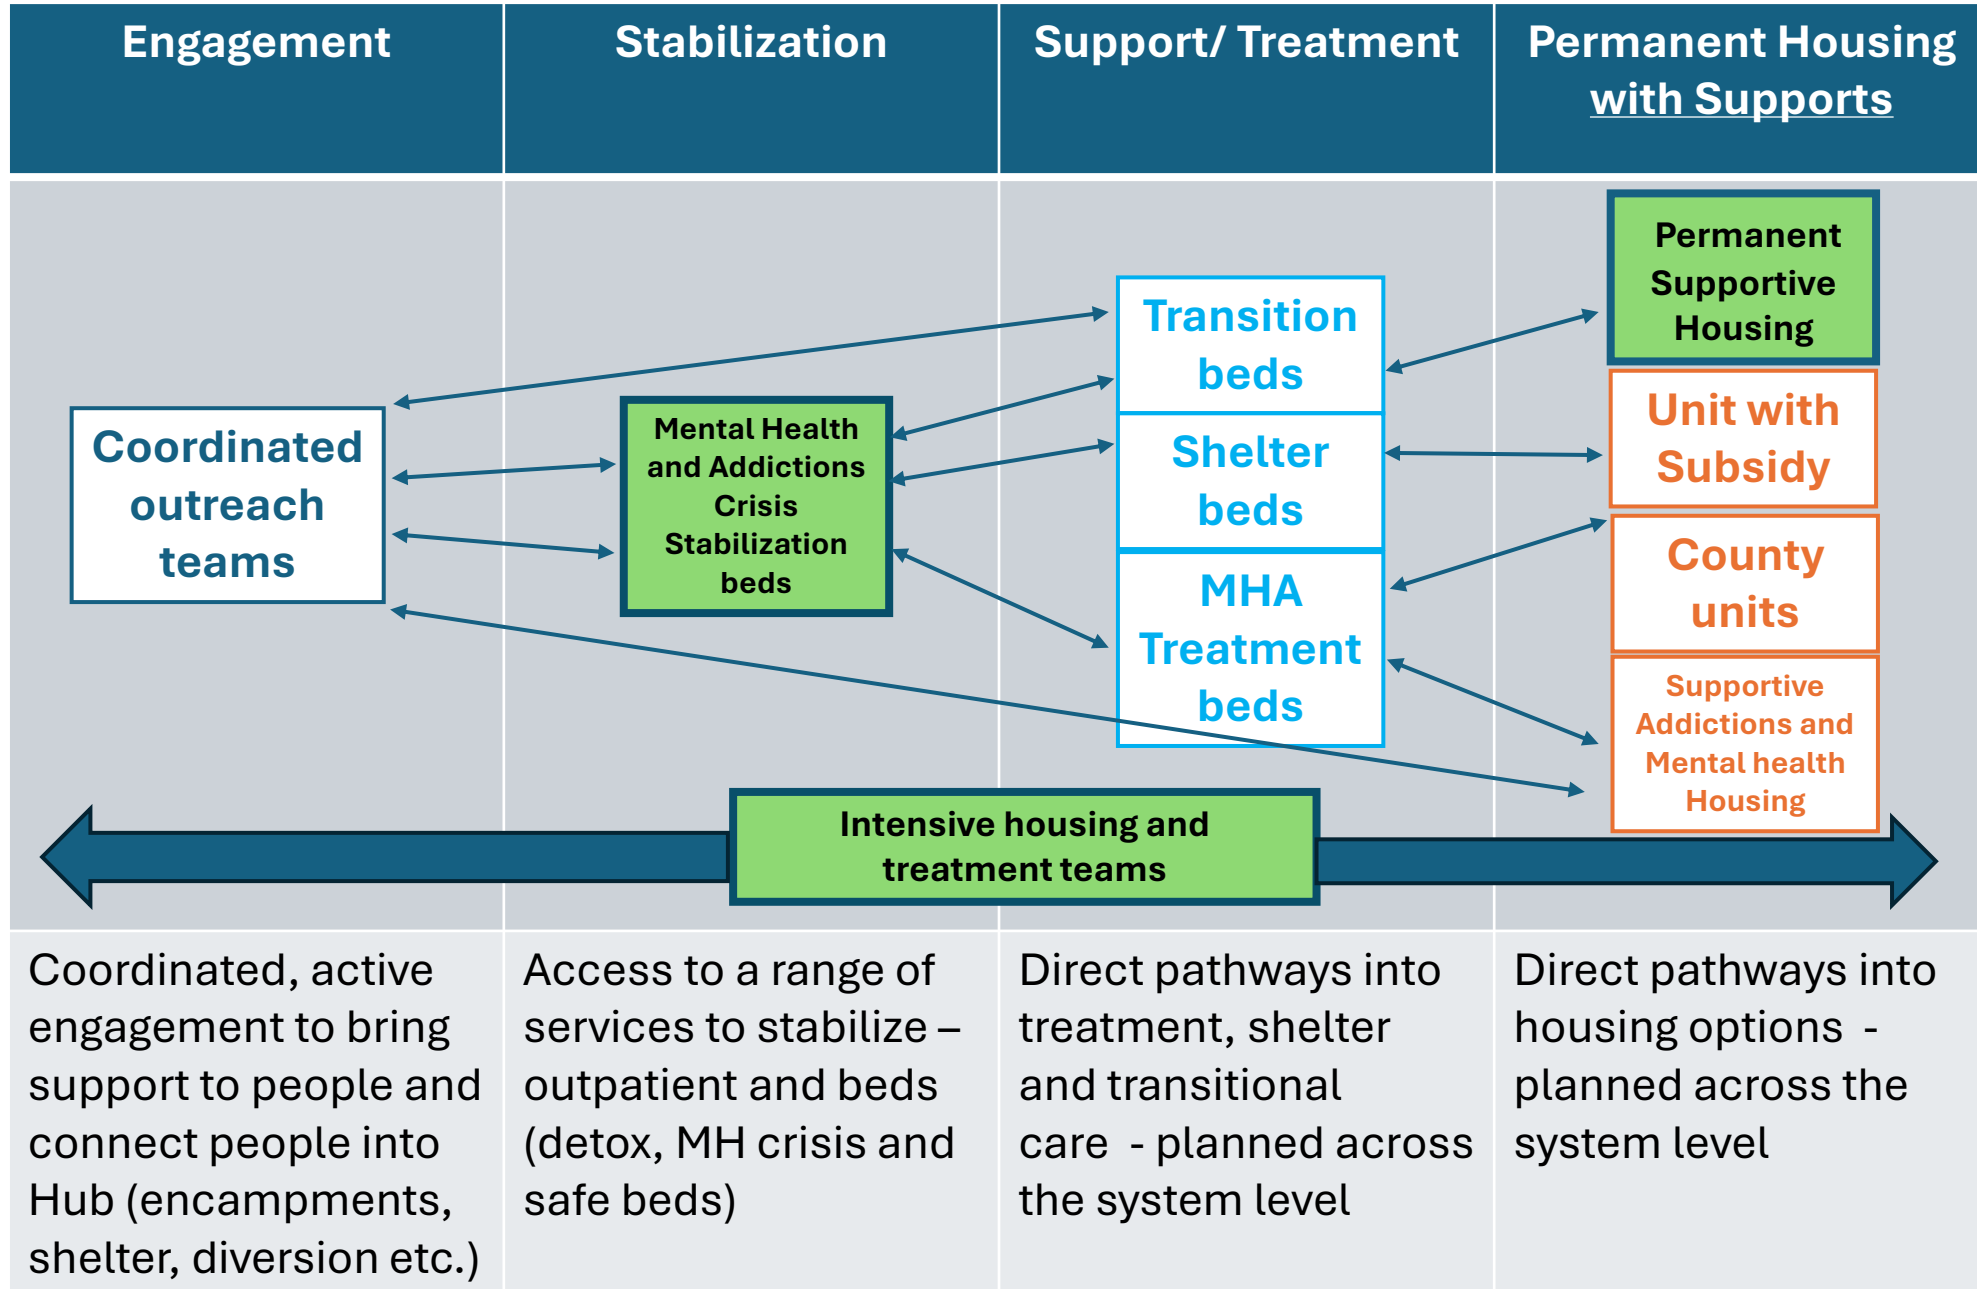 Engagement
Stabilization
Support/ Treatment
Permanent Housing
with Supports
Coordinated
outreach
teams
Mental Health
and Addictions
Crisis
Stabilization
beds
Transition
beds
Shelter
beds
MHA
Treatment
beds
Permanent
Supportive
Housing
Unit with
Subsidy
County
units
Supportive
Addictions and
Mental health
Housing
Intensive housing and
treatment teams
Coordinated, active
engagement to bring
support to people and
connect people into
Hub (encampments,
shelter, diversion etc.)
Access to a range of
services to stabilize –
outpatient and beds
(detox, MH crisis and
safe beds)
Direct pathways into
treatment, shelter
and transitional
care  - planned across
the system level
Direct pathways into
housing options  -
planned across the
system level